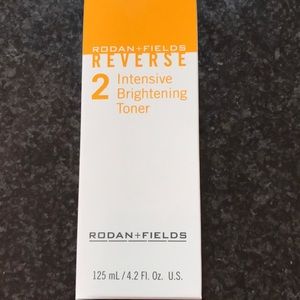 RODAN+FIELDS
REVERSE
2 Intensive
Brightening
Toner
RODAN+FIELDS
125 mL / 4.2 Fl. Oz. U.S.